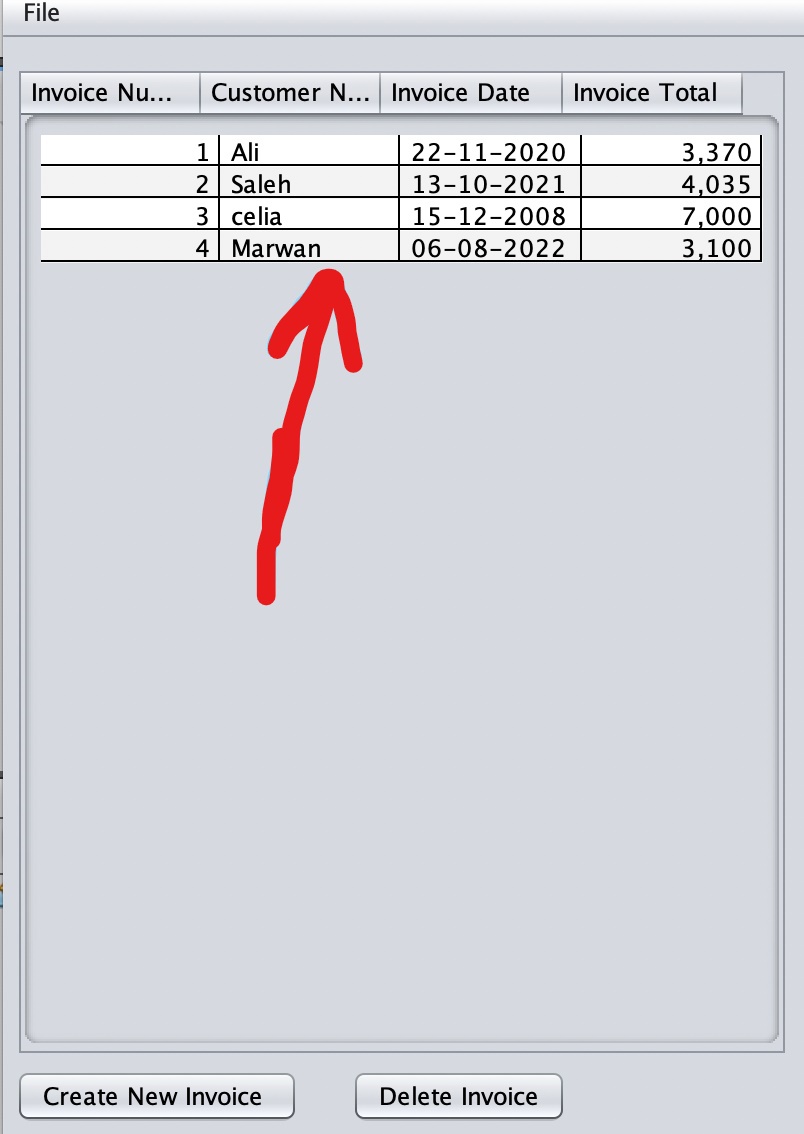 File
Invoice Nu... Customer N... Invoice Date Invoice Total
1 Ali 22-11-2020 3,370
2 Saleh 13-10-2021 4,035
3 celia 15-12-2008 7,000
4 Marwan 06-08-2022 3,100
Create New Invoice Delete Invoice